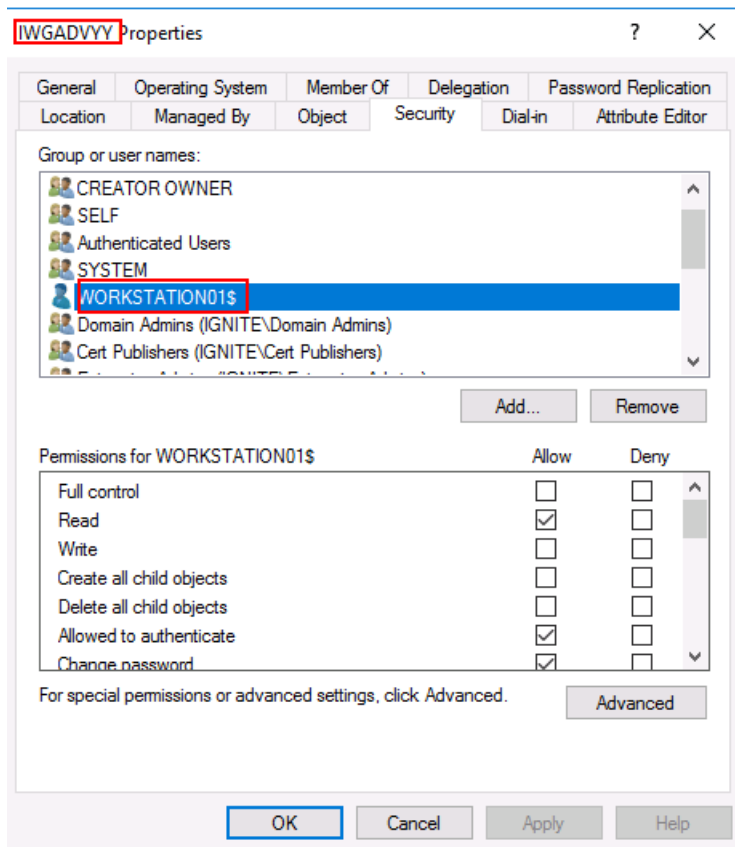 IWGADVYY Properties
? X
General Operating System Member Of Delegation Password Replication
Location Managed By Object Security Dial-in Attribute Editor
Group or user names:
CREATOR OWNER
SELF
Authenticated Users
SYSTEM
WORKSTATION01$
Domain Admins (IGNITE\Domain Admins)
Cert Publishers (IGNITE\Cert Publishers)
Add... Remove
Permissions for WORKSTATION01$ Allow Deny
Full control
Read
Write
Create all child objects
Delete all child objects
Allowed to authenticate
Change password
For special permissions or advanced settings, click Advanced. Advanced
OK Cancel Apply Help